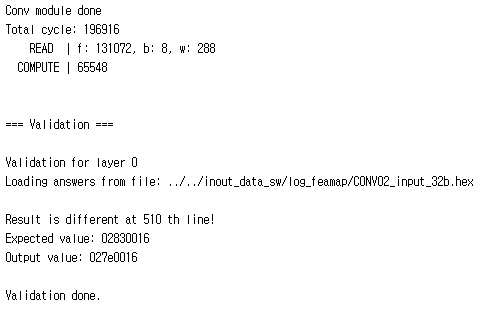 Conv module done
Total cycle: 196916
READ | f: 131072, b: 8, w: 288
COMPUTE | 65548
=== Validation ===
Validation for layer 0
Loading answers from file: ../../inout_data_sw/log_feamap/CONV02_input_32b.hex
Result is different at 510 th line!
Expected value: 02830016
Output value: 027e0016
Validation done.